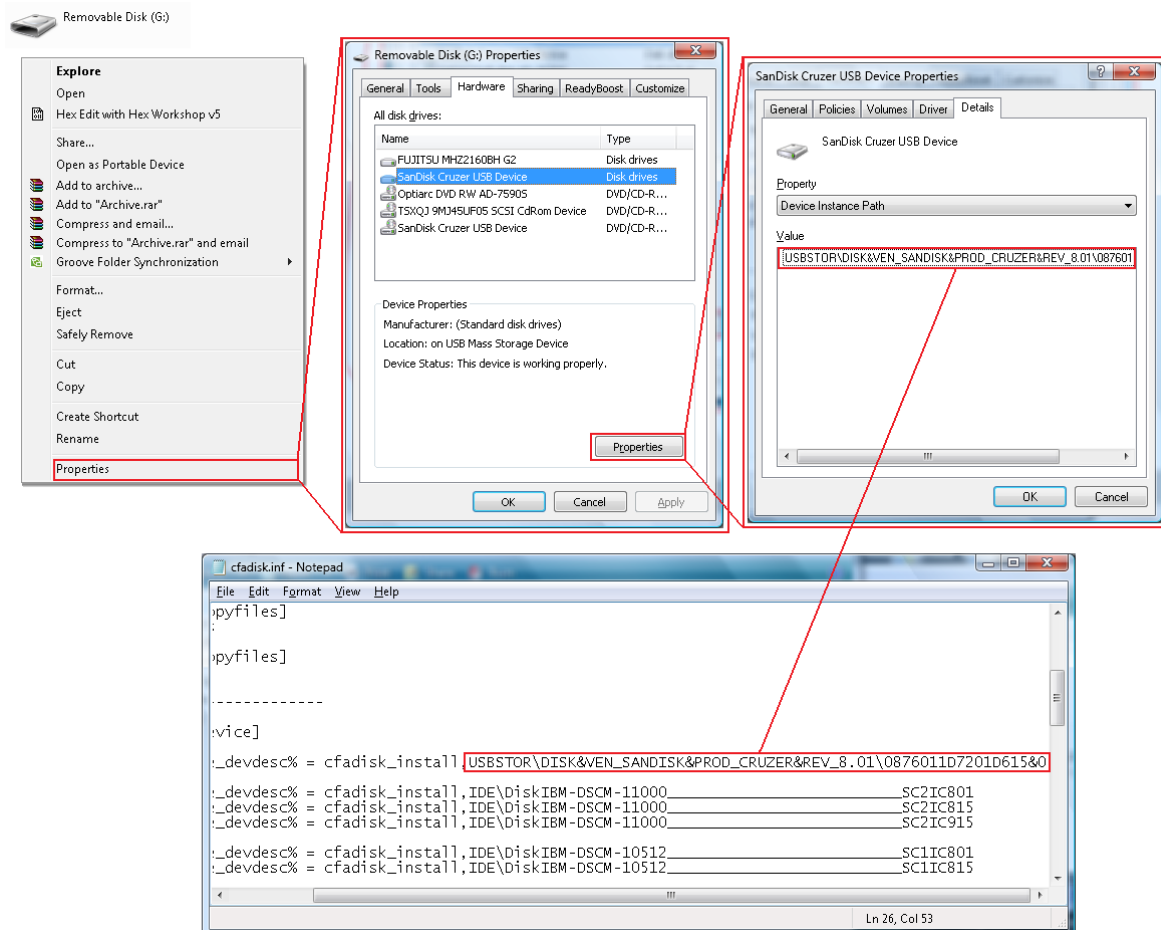 Removable Disk (G:)
Explore
Open
Hex Edit with Hex Workshop v5
Share...
Open as Portable Device
Add to archive...
Add to "Archive.rar"
Compress and email...
Compress to "Archive.rar" and email
Groove Folder Synchronization
Format...
Eject
Safely Remove
Cut
Copy
Create Shortcut
Rename
Properties
Removable Disk (G:) Properties
General Tools Hardware Sharing ReadyBoost Customize
All disk drives:
Name Type
FUJITSU MHZ2160BH G2 Disk drives
SanDisk Cruzer USB Device Disk drives
Optiarc DVD RW AD-7590S DVD/CD-R...
TSXQJ 9MJ45UF05 SCSI CdRom Device DVD/CD-R...
SanDisk Cruzer USB Device DVD/CD-R...
Device Properties
Manufacturer: (Standard disk drives)
Location: on USB Mass Storage Device
Device Status: This device is working properly.
Properties
OK Cancel Apply
SanDisk Cruzer USB Device Properties
General Policies Volumes Driver Details
SanDisk Cruzer USB Device
Property
Device Instance Path
Value
USBSTOR\DISK&VEN_SANDISK&PROD_CRUZER&REV_8.01\087601
OK Cancel
cfadisk.inf - Notepad
File Edit Format View Help
opyfiles]
opyfiles]
-------------
vice]
_devdesc% = cfadisk_install,USBSTOR\DISK&VEN_SANDISK&PROD_CRUZER&REV_8.01\0876011D7201D615&0
_devdesc% = cfadisk_install,IDE\DiskIBM-DSCM-11000__________________________SC2IC801
_devdesc% = cfadisk_install,IDE\DiskIBM-DSCM-11000__________________________SC2IC815
_devdesc% = cfadisk_install,IDE\DiskIBM-DSCM-11000__________________________SC2IC915
_devdesc% = cfadisk_install,IDE\DiskIBM-DSCM-10512__________________________SC1IC801
_devdesc% = cfadisk_install,IDE\DiskIBM-DSCM-10512__________________________SC1IC815
Ln 26, Col 53